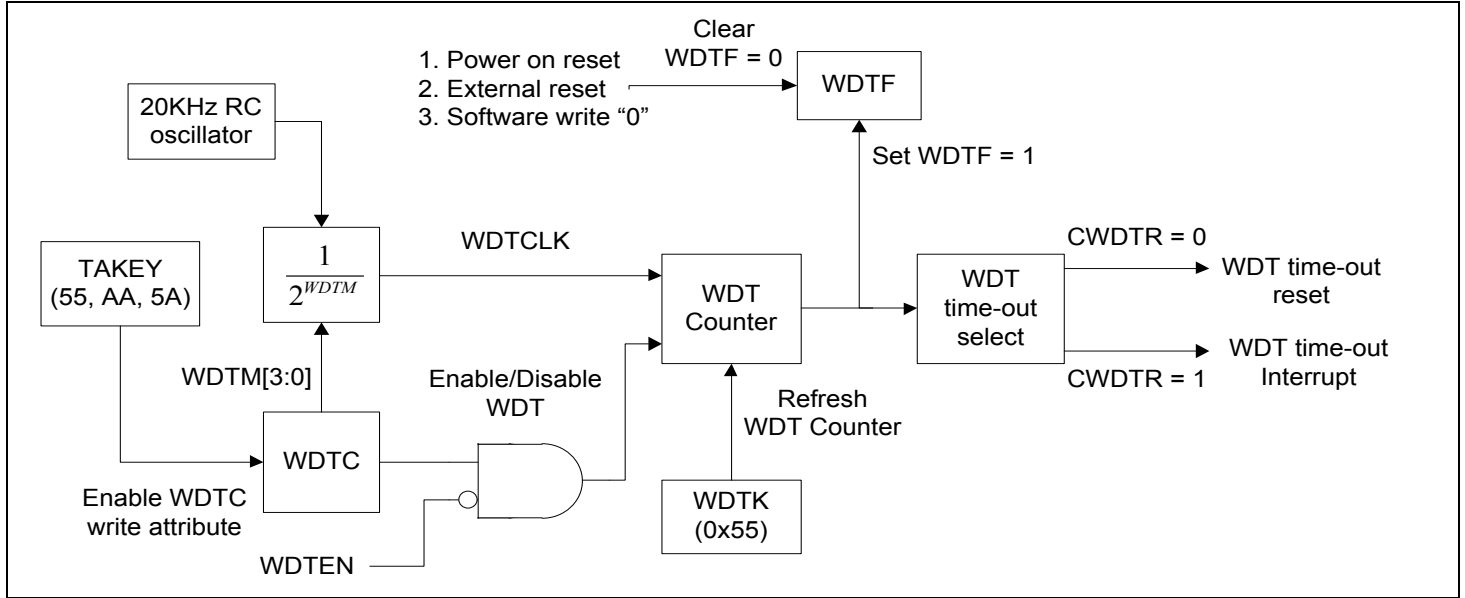 Clear
WDTF = 0
1. Power on reset
2. External reset
3. Software write “0”
WDTF
20KHz RC
oscillator
Set WDTF = 1
TAKEY
(55, AA, 5A)
1
2^WDTM
WDTCLK
WDT
Counter
WDT
time-out
select
CWDTR = 0
WDT time-out
reset
CWDTR = 1
WDT time-out
Interrupt
WDTM[3:0]
Enable/Disable
WDT
Refresh
WDT Counter
WDTC
Enable WDTC
write attribute
WDTK
(0x55)
WDTEN